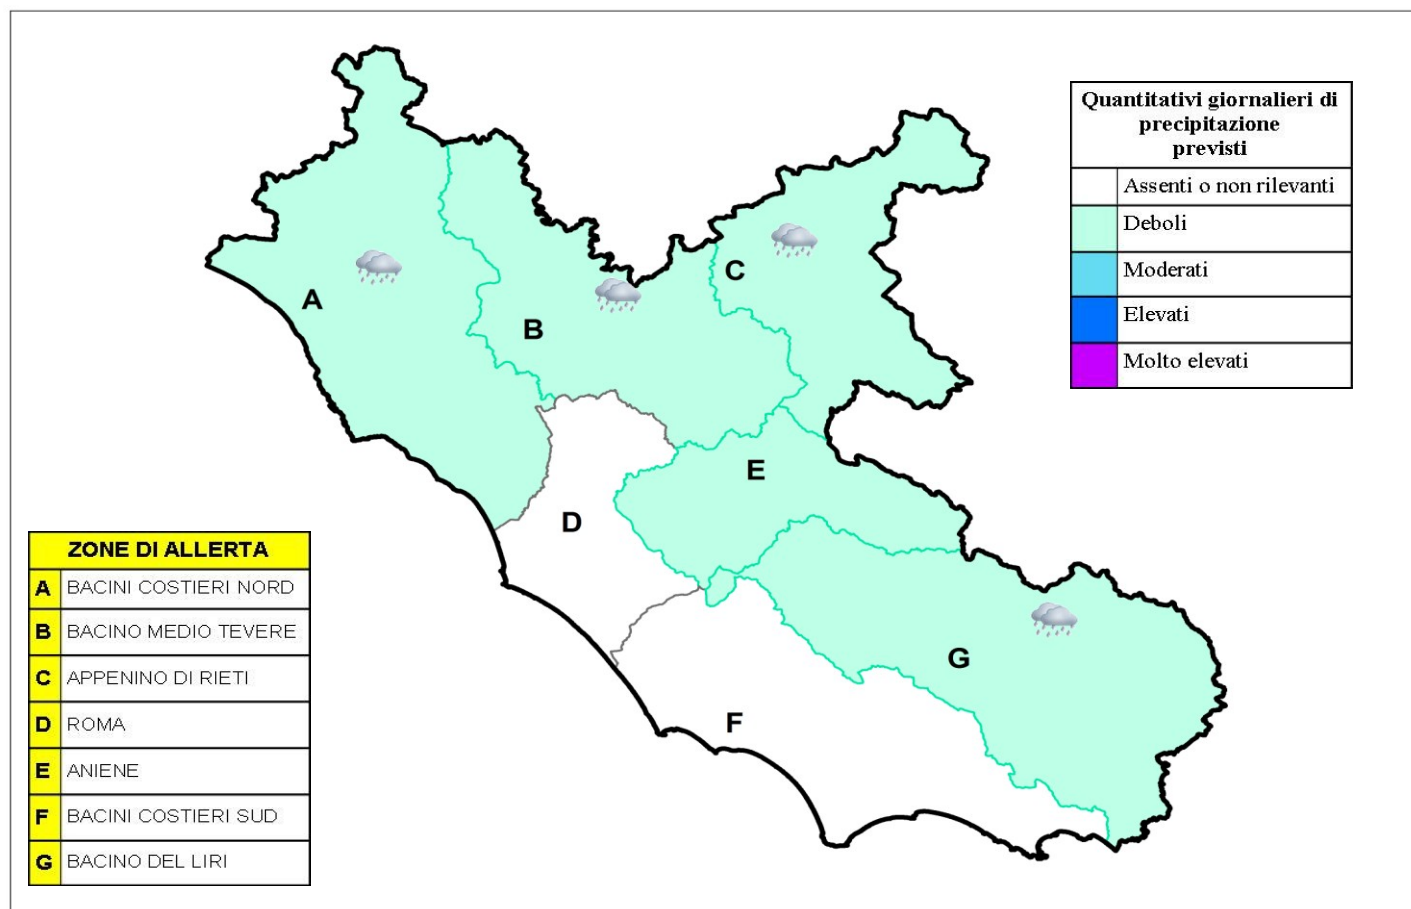 Quantitativi giornalieri di
precipitazione
previsti
Assenti o non rilevanti
Deboli
Moderati
Elevati
Molto elevati
A
B
C
D
E
F
G
ZONE DI ALLERTA
A BACINI COSTIERI NORD
B BACINO MEDIO TEVERE
C APPENINO DI RIETI
D ROMA
E ANIENE
F BACINI COSTIERI SUD
G BACINO DEL LIRI